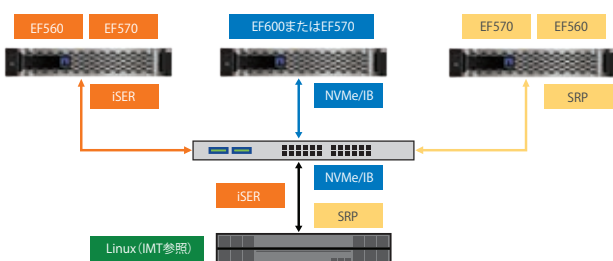 EF560
EF570
EF600またはEF570
EF570
EF560
iSER
NVMe/IB
SRP
NVMe/IB
iSER
SRP
Linux（IMT参照）